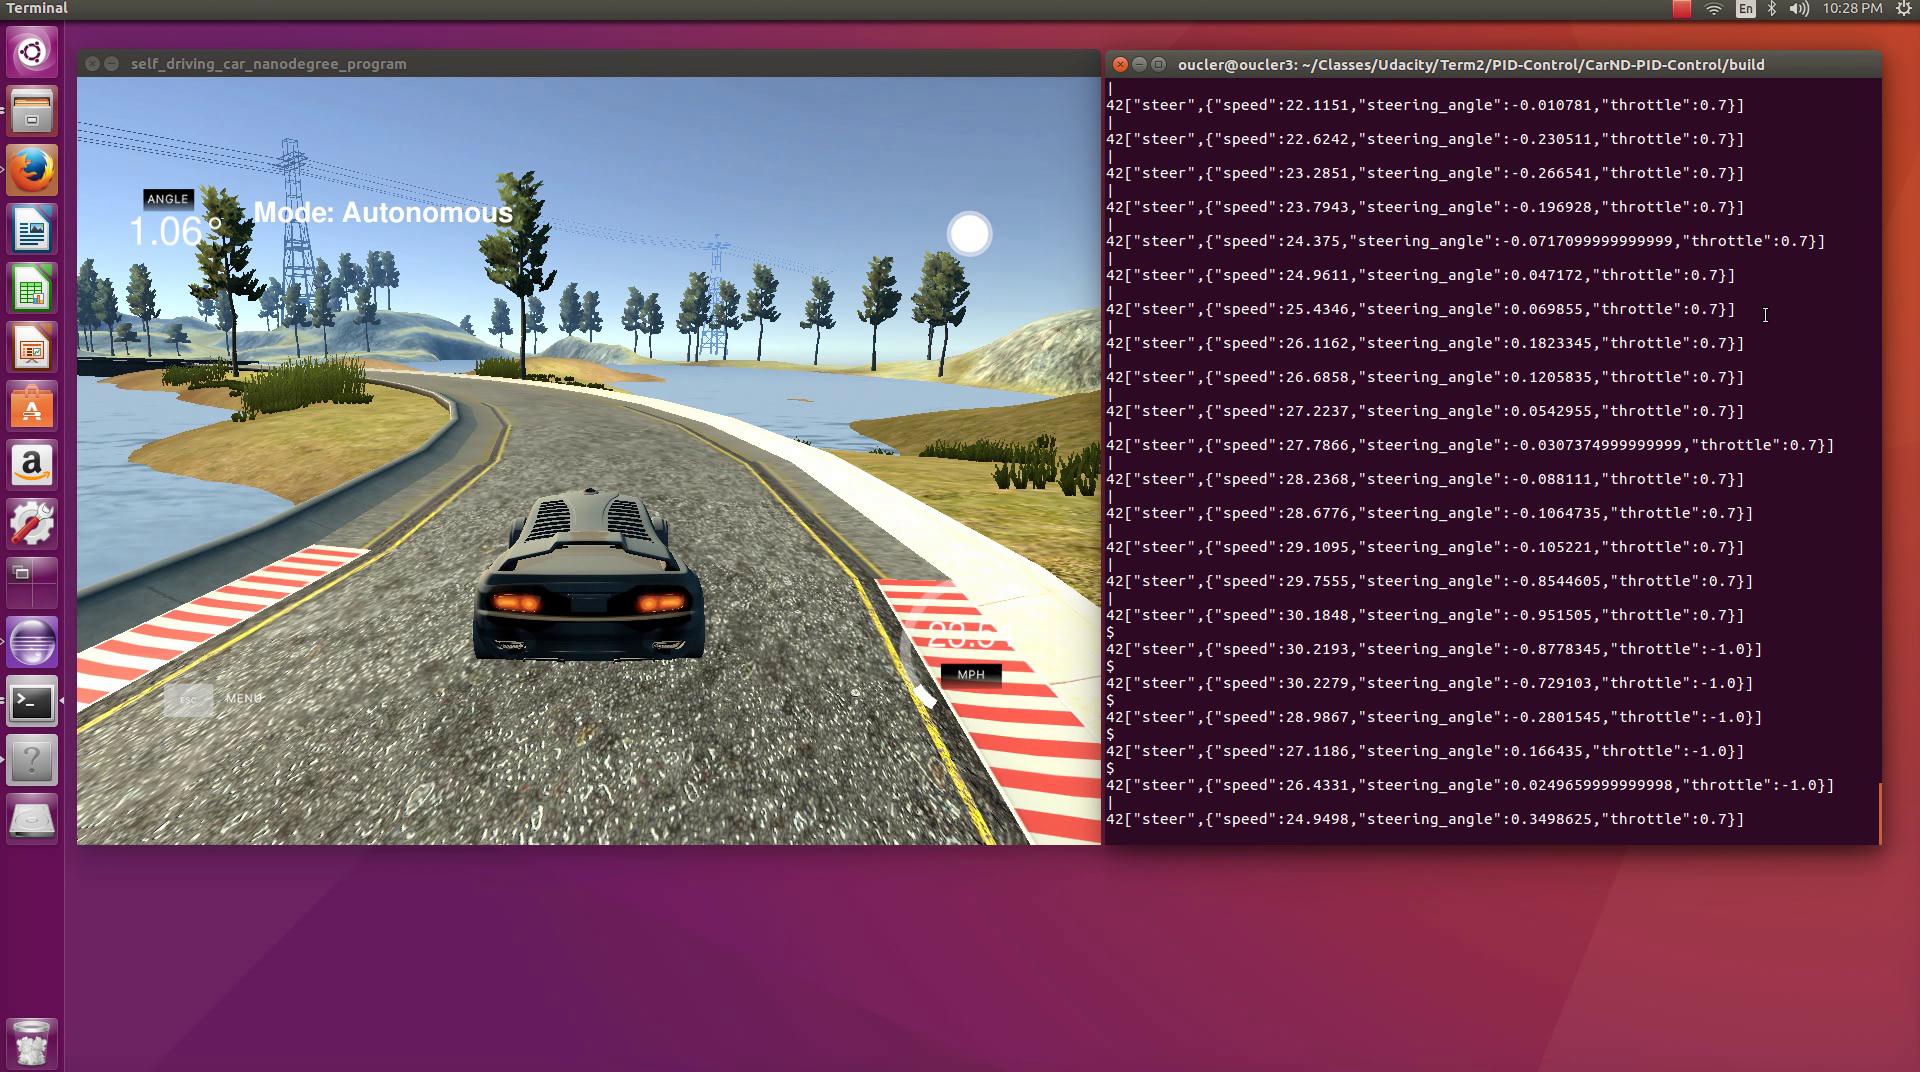 Terminal
En
10:28 PM
self_driving_car_nanodegree_program
ANGLE
1.06°
Mode: Autonomous
MPH
ESC
MENU
a
>_
?
oucler@oucler3: ~/Classes/Udacity/Term2/PID-Control/CarND-PID-Control/build
|
42["steer",{"speed":22.1151,"steering_angle":-0.010781,"throttle":0.7}]
|
42["steer",{"speed":22.6242,"steering_angle":-0.230511,"throttle":0.7}]
|
42["steer",{"speed":23.2851,"steering_angle":-0.266541,"throttle":0.7}]
|
42["steer",{"speed":23.7943,"steering_angle":-0.196928,"throttle":0.7}]
|
42["steer",{"speed":24.375,"steering_angle":-0.0717099999999999,"throttle":0.7}]
|
42["steer",{"speed":24.9611,"steering_angle":0.047172,"throttle":0.7}]
|
42["steer",{"speed":25.4346,"steering_angle":0.069855,"throttle":0.7}]
|
42["steer",{"speed":26.1162,"steering_angle":0.1823345,"throttle":0.7}]
|
42["steer",{"speed":26.6858,"steering_angle":0.1205835,"throttle":0.7}]
|
42["steer",{"speed":27.2237,"steering_angle":0.0542955,"throttle":0.7}]
|
42["steer",{"speed":27.7866,"steering_angle":-0.0307374999999999,"throttle":0.7}]
|
42["steer",{"speed":28.2368,"steering_angle":-0.088111,"throttle":0.7}]
|
42["steer",{"speed":28.6776,"steering_angle":-0.1064735,"throttle":0.7}]
|
42["steer",{"speed":29.1095,"steering_angle":-0.105221,"throttle":0.7}]
|
42["steer",{"speed":29.7555,"steering_angle":-0.8544605,"throttle":0.7}]
|
42["steer",{"speed":30.1848,"steering_angle":-0.951505,"throttle":0.7}]
$
42["steer",{"speed":30.2193,"steering_angle":-0.8778345,"throttle":-1.0}]
$
42["steer",{"speed":30.2279,"steering_angle":-0.729103,"throttle":-1.0}]
$
42["steer",{"speed":28.9867,"steering_angle":-0.2801545,"throttle":-1.0}]
$
42["steer",{"speed":27.1186,"steering_angle":0.166435,"throttle":-1.0}]
$
42["steer",{"speed":26.4331,"steering_angle":0.0249659999999998,"throttle":-1.0}]
|
42["steer",{"speed":24.9498,"steering_angle":0.3498625,"throttle":0.7}]